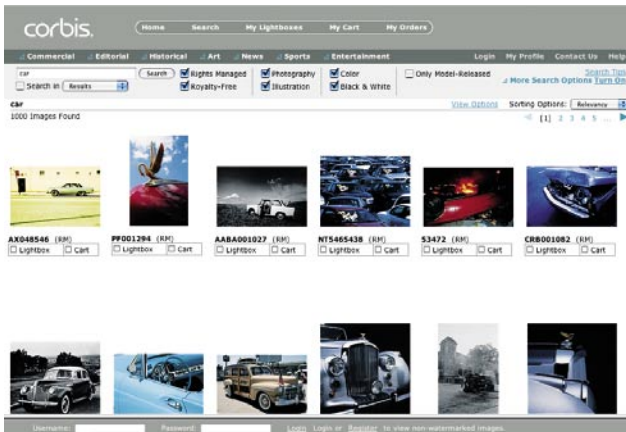 corbis.
Home Search My Lightboxes My Cart My Orders
Commercial Editorial Historical Art News Sports Entertainment Login My Profile Contact Us Help
car Search Rights Managed Photography Color Only Model-Released Search Tips
Search in Results Royalty-Free Illustration Black & White More Search Options Turn On
car View Options Sorting Options: Relevancy
1000 Images Found [1] 2 3 4 5 ...
AX048546 (RM) PF001294 (RM) AABA001027 (RM) NT5465438 (RM) 53472 (RM) CRB001082 (RM)
Lightbox Cart Lightbox Cart Lightbox Cart Lightbox Cart Lightbox Cart Lightbox Cart
Username: Password: Login Login or Register to view non-watermarked images.